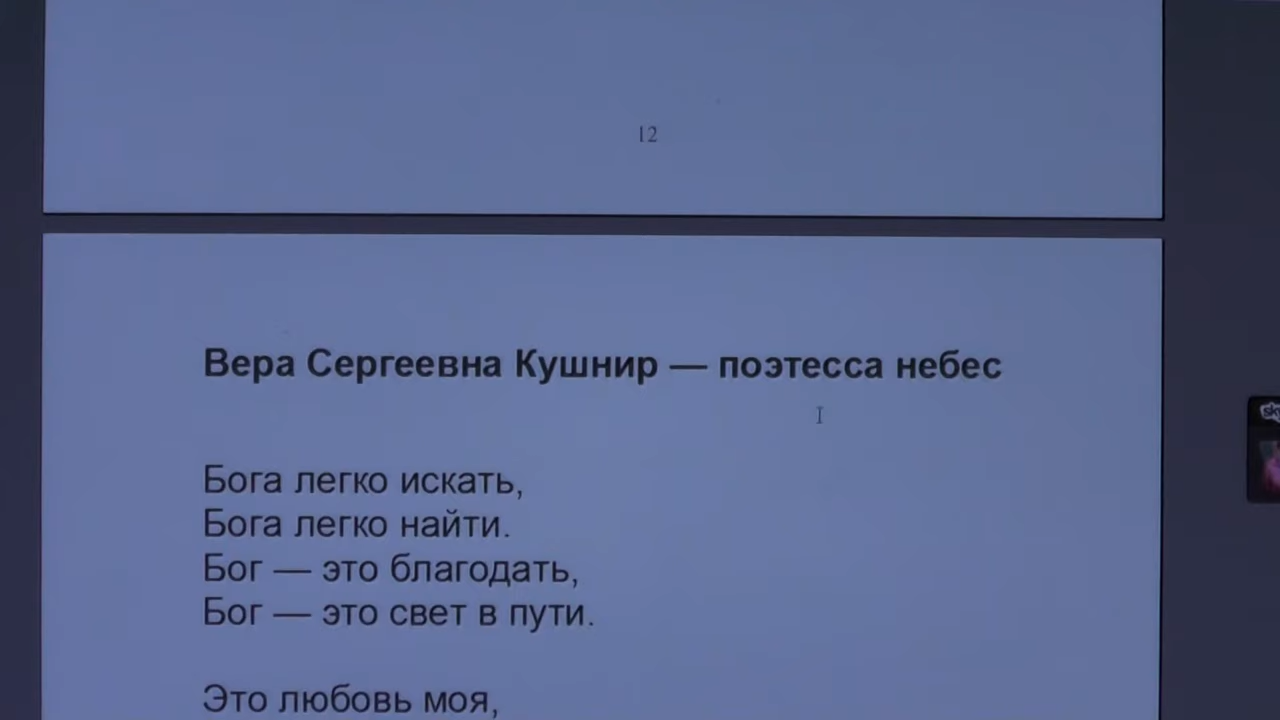 12
Вера Сергеевна Кушнир — поэтесса небес
Бога легко искать,
Бога легко найти.
Бог — это благодать,
Бог — это свет в пути.
Это любовь моя,